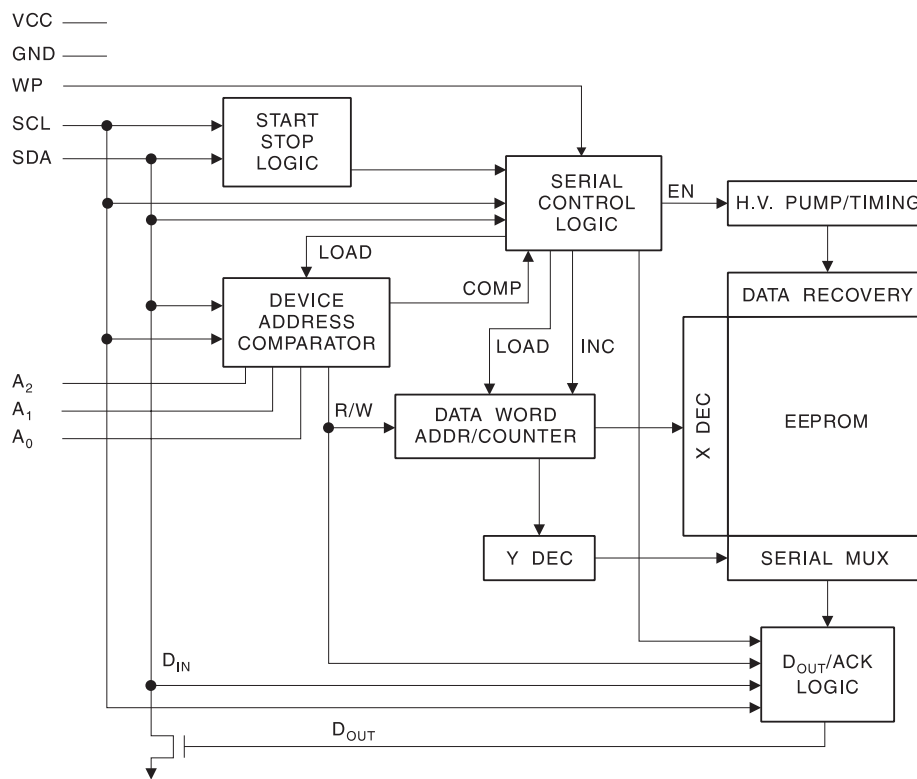 VCC
GND
WP
SCL
SDA
START
STOP
LOGIC
SERIAL
CONTROL
LOGIC
EN
H.V. PUMP/TIMING
LOAD
COMP
DEVICE
ADDRESS
COMPARATOR
DATA RECOVERY
LOAD
INC
A2
A1
A0
R/W
DATA WORD
ADDR/COUNTER
X DEC
EEPROM
Y DEC
SERIAL MUX
DIN
DOUT/ACK
LOGIC
DOUT